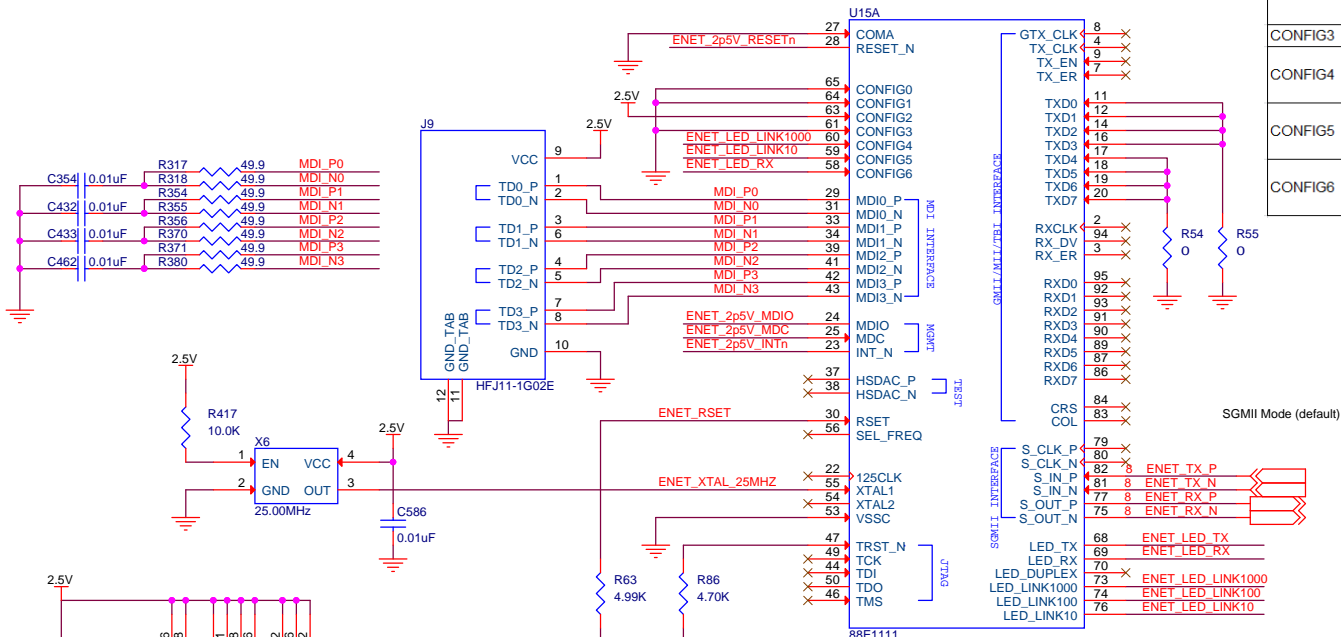 U15A
27 COMA
28 RESET_N
ENET_2p5V_RESETn
65 CONFIG0
64 CONFIG1
63 CONFIG2
61 CONFIG3
60 CONFIG4
59 CONFIG5
58 CONFIG6
2.5V
ENET_LED_LINK1000
ENET_LED_LINK10
ENET_LED_RX
29 MDI0_P
31 MDI0_N
33 MDI1_P
34 MDI1_N
39 MDI2_P
41 MDI2_N
42 MDI3_P
43 MDI3_N
MDI INTERFACE
MDI_P0
MDI_N0
MDI_P1
MDI_N1
MDI_P2
MDI_N2
MDI_P3
MDI_N3
24 MDIO
25 MDC
23 INT_N
MGMT
ENET_2p5V_MDIO
ENET_2p5V_MDC
ENET_2p5V_INTn
37 HSDAC_P
38 HSDAC_N
TEST
30 RSET
56 SEL_FREQ
ENET_RSET
22 125CLK
55 XTAL1
54 XTAL2
53 VSSC
ENET_XTAL_25MHZ
47 TRST_N
49 TCK
44 TDI
50 TDO
46 TMS
JTAG
88E1111
GTX_CLK 8
TX_CLK 4
TX_EN 9
TX_ER 7
TXD0 11
TXD1 12
TXD2 14
TXD3 16
TXD4 17
TXD5 18
TXD6 19
TXD7 20
RXCLK 2
RX_DV 94
RX_ER 3
RXD0 95
RXD1 92
RXD2 93
RXD3 91
RXD4 90
RXD5 89
RXD6 87
RXD7 86
CRS 84
COL 83
GMII/MII/TBI INTERFACE
S_CLK_P 79
S_CLK_N 80
S_IN_P 82
S_IN_N 81
S_OUT_P 77
S_OUT_N 75
SGMII INTERFACE
8 ENET_TX_P
8 ENET_TX_N
8 ENET_RX_P
8 ENET_RX_N
LED_TX 68 ENET_LED_TX
LED_RX 69 ENET_LED_RX
LED_DUPLEX 70
LED_LINK1000 73 ENET_LED_LINK1000
LED_LINK100 74 ENET_LED_LINK100
LED_LINK10 76 ENET_LED_LINK10
R54
0
R55
0
SGMII Mode (default)
CONFIG3
CONFIG4
CONFIG5
CONFIG6
J9
VCC 9
2.5V
TD0_P 1
TD0_N 2
TD1_P 3
TD1_N 6
TD2_P 4
TD2_N 5
TD3_P 7
TD3_N 8
GND 10
GND_TAB 12
GND_TAB 11
HFJ11-1G02E
C354 0.01uF
C432 0.01uF
C433 0.01uF
C462 0.01uF
R317 49.9 MDI_P0
R318 49.9 MDI_N0
R354 49.9 MDI_P1
R355 49.9 MDI_N1
R356 49.9 MDI_P2
R370 49.9 MDI_N2
R371 49.9 MDI_P3
R380 49.9 MDI_N3
2.5V
R417
10.0K
X6
1 EN VCC 4
2 GND OUT 3
25.00MHz
2.5V
C586
0.01uF
R63
4.99K
R86
4.70K
2.5V